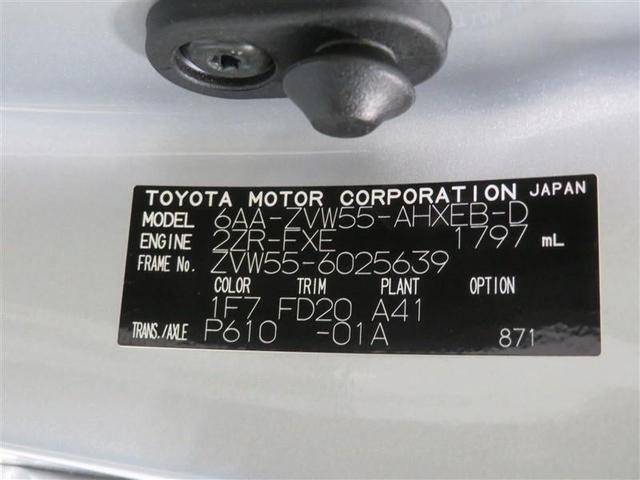 TOYOTA MOTOR CORPORATION JAPAN
MODEL 6AA-ZVW55-AHXEB-D
ENGINE 2ZR-FXE 1797 mL
FRAME No. ZVW55-6025639
COLOR TRIM PLANT OPTION
1F7 FD20 A41
TRANS./AXLE P610 -01A 871